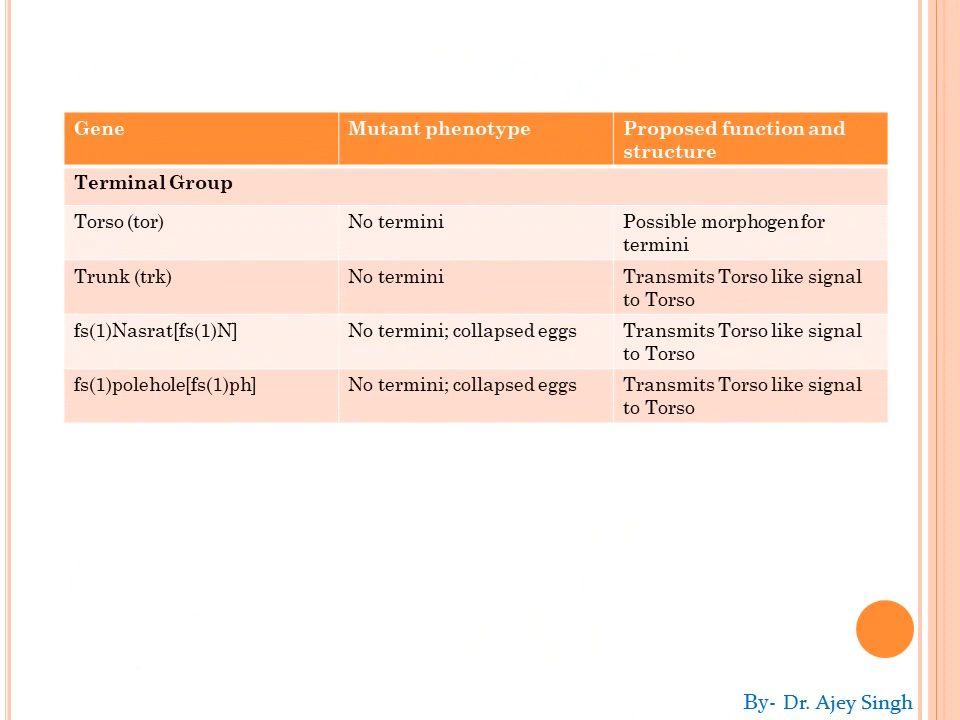 Gene Mutant phenotype Proposed function and
structure
Terminal Group
Torso (tor) No termini Possible morphogen for
termini
Trunk (trk) No termini Transmits Torso like signal
to Torso
fs(1)Nasrat[fs(1)N] No termini; collapsed eggs Transmits Torso like signal
to Torso
fs(1)polehole[fs(1)ph] No termini; collapsed eggs Transmits Torso like signal
to Torso
By- Dr. Ajey Singh